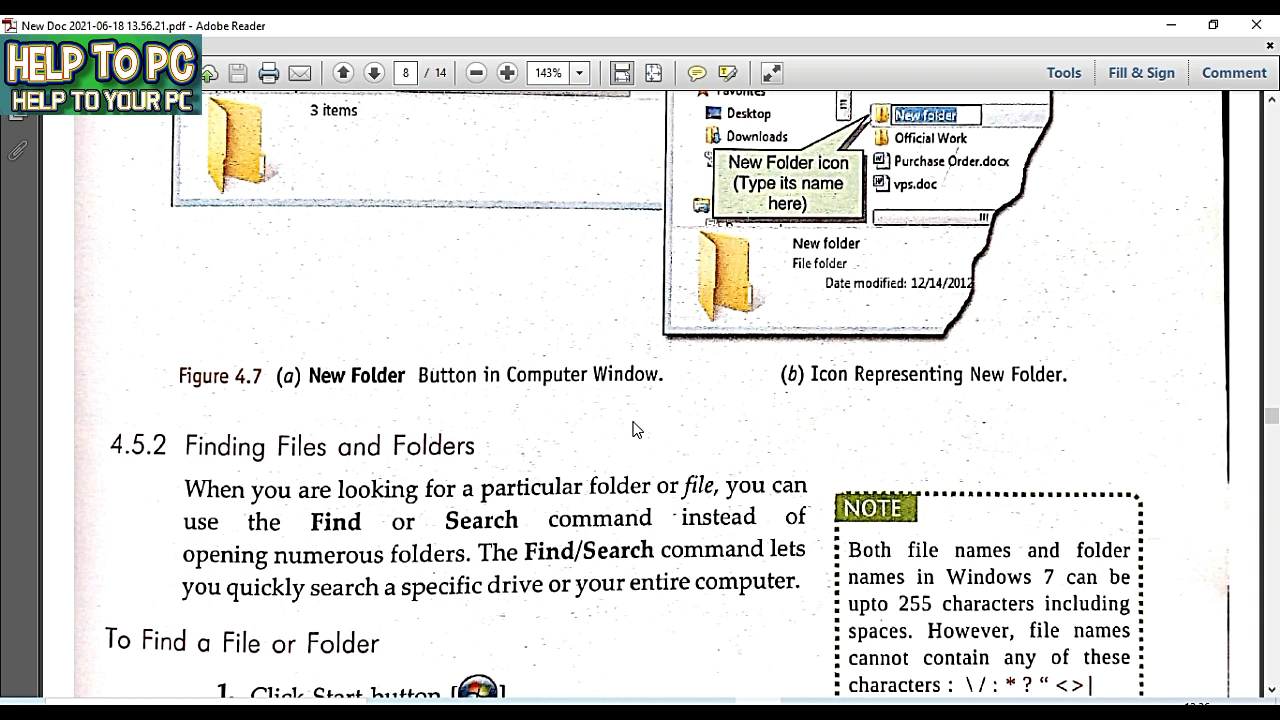 New Doc 2021-06-18 13.56.21.pdf - Adobe Reader
HELP TO PC
HELP TO YOUR PC
8 / 14
143%
Tools
Fill & Sign
Comment
3 items
Favorites
Desktop
Downloads
New folder
Official Work
Purchase Order.docx
vps.doc
New Folder icon
(Type its name
here)
New folder
File folder
Date modified: 12/14/2012
Figure 4.7 (a) New Folder Button in Computer Window.
(b) Icon Representing New Folder.
4.5.2 Finding Files and Folders
When you are looking for a particular folder or file, you can
use the Find or Search command instead of
opening numerous folders. The Find/Search command lets
you quickly search a specific drive or your entire computer.
To Find a File or Folder
1. Click Start button [ ]
NOTE
Both file names and folder
names in Windows 7 can be
upto 255 characters including
spaces. However, file names
cannot contain any of these
characters : \ / : * ? “ < > |